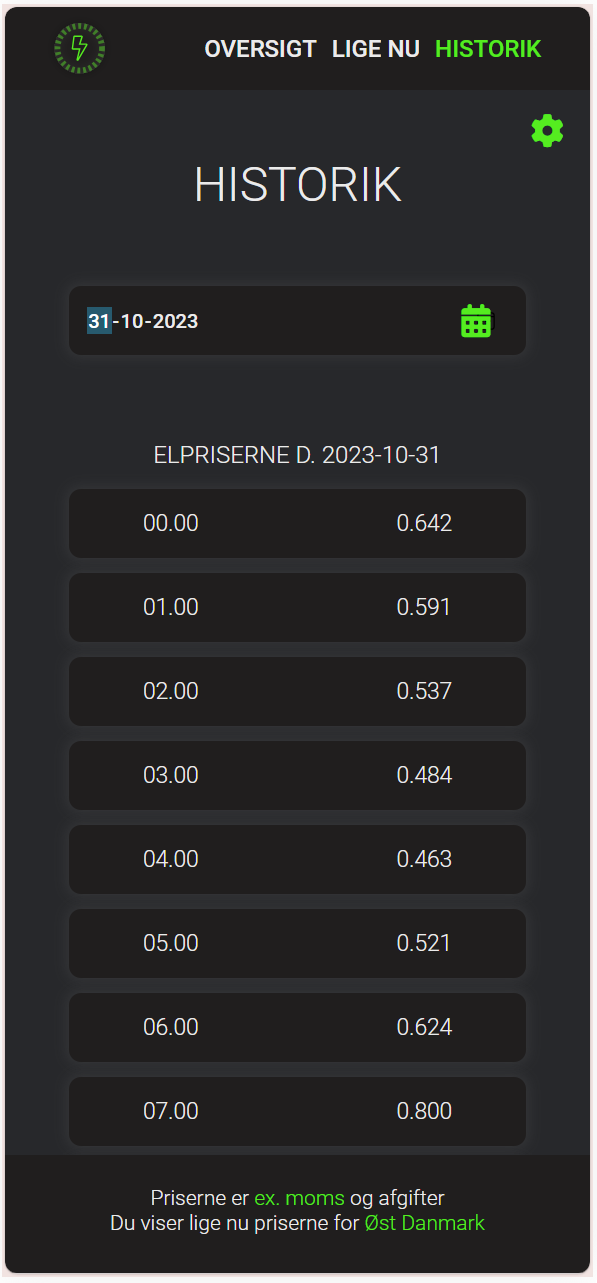 OVERSIGT LIGE NU HISTORIK
HISTORIK
31-10-2023
ELPRISERNE D. 2023-10-31
00.00 0.642
01.00 0.591
02.00 0.537
03.00 0.484
04.00 0.463
05.00 0.521
06.00 0.624
07.00 0.800
Priserne er ex. moms og afgifter
Du viser lige nu priserne for Øst Danmark